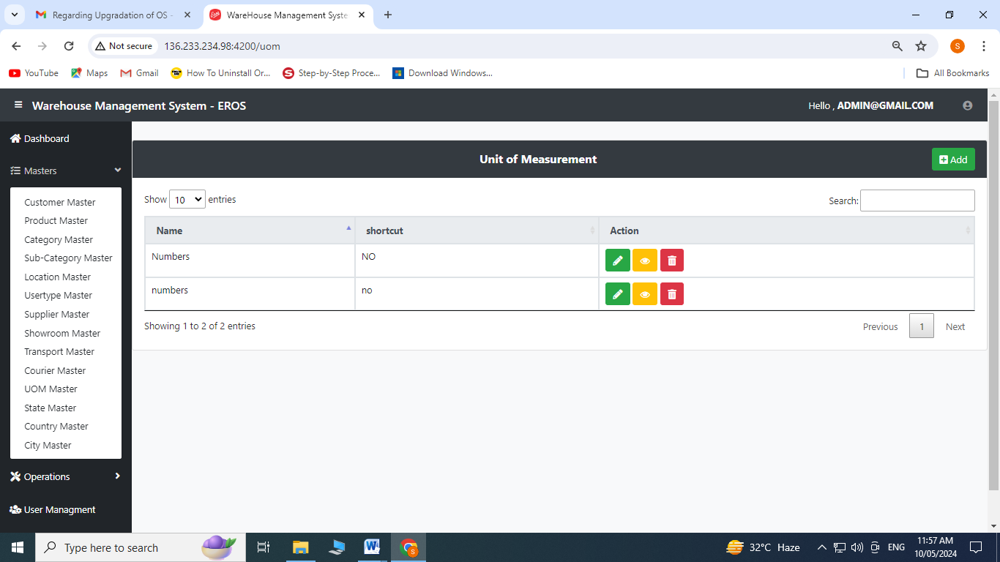 Regarding Upgradation of OS -
WareHouse Management Syste
Not secure
136.233.234.98:4200/uom
S
YouTube
Maps
Gmail
How To Uninstall Or...
Step-by-Step Proce...
Download Windows...
All Bookmarks
Warehouse Management System - EROS
Hello , ADMIN@GMAIL.COM
Dashboard
Masters
Customer Master
Product Master
Category Master
Sub-Category Master
Location Master
Usertype Master
Supplier Master
Showroom Master
Transport Master
Courier Master
UOM Master
State Master
Country Master
City Master
Operations
User Managment
Unit of Measurement
Add
Show 10 entries
Search:
Name shortcut Action
Numbers NO
numbers no
Showing 1 to 2 of 2 entries
Previous 1 Next
Type here to search
32°C Haze
ENG
11:57 AM
10/05/2024